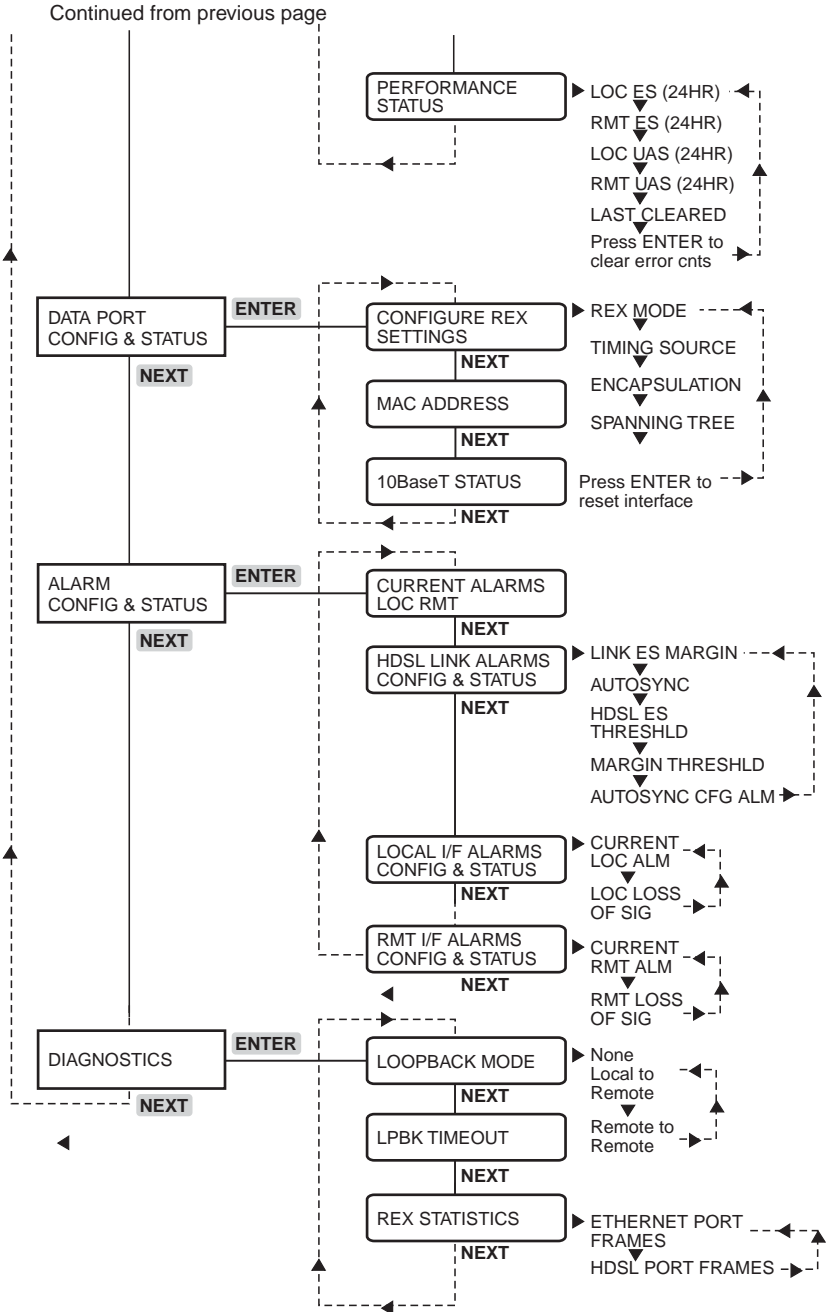 Continued from previous page
PERFORMANCE
STATUS
LOC ES (24HR)
RMT ES (24HR)
LOC UAS (24HR)
RMT UAS (24HR)
LAST CLEARED
Press ENTER to
clear error cnts
DATA PORT
CONFIG & STATUS
ENTER
NEXT
CONFIGURE REX
SETTINGS
NEXT
REX MODE
TIMING SOURCE
ENCAPSULATION
SPANNING TREE
MAC ADDRESS
NEXT
10BaseT STATUS
NEXT
Press ENTER to
reset interface
ALARM
CONFIG & STATUS
ENTER
NEXT
CURRENT ALARMS
LOC RMT
NEXT
HDSL LINK ALARMS
CONFIG & STATUS
NEXT
LINK ES MARGIN
AUTOSYNC
HDSL ES
THRESHLD
MARGIN THRESHLD
AUTOSYNC CFG ALM
LOCAL I/F ALARMS
CONFIG & STATUS
NEXT
CURRENT
LOC ALM
LOC LOSS
OF SIG
RMT I/F ALARMS
CONFIG & STATUS
NEXT
CURRENT
RMT ALM
RMT LOSS
OF SIG
DIAGNOSTICS
ENTER
NEXT
LOOPBACK MODE
NEXT
None
Local to
Remote
Remote to
Remote
LPBK TIMEOUT
NEXT
REX STATISTICS
NEXT
ETHERNET PORT
FRAMES
HDSL PORT FRAMES